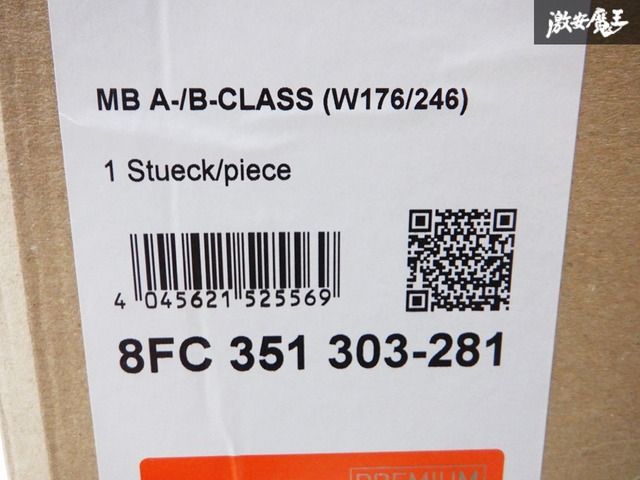 激安魔王
MB A-/B-CLASS (W176/246)
1 Stueck/piece
4 045621 525569
8FC 351 303-281
PREMIUM